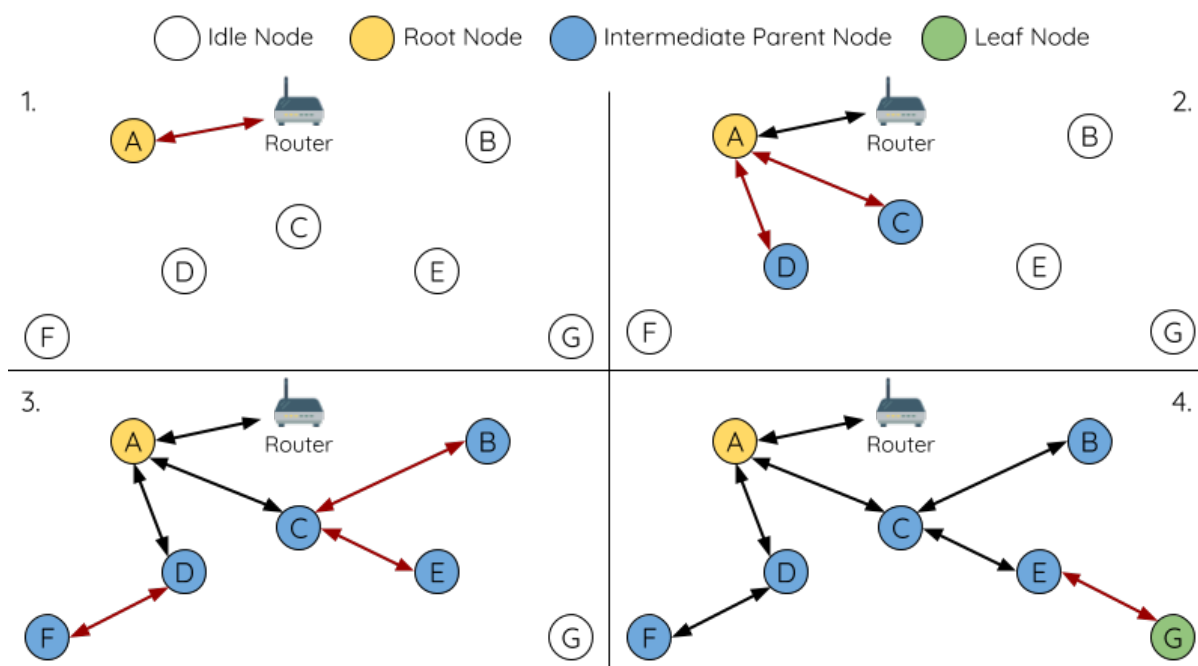 Idle Node
Root Node
Intermediate Parent Node
Leaf Node
1.
A
Router
B
C
D
E
F
G
2.
A
Router
B
C
D
E
F
G
3.
A
Router
B
C
D
E
F
G
4.
A
Router
B
C
D
E
F
G